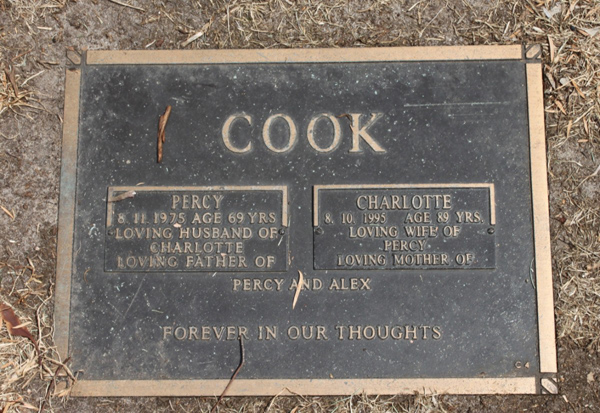 COOK
PERCY
8. 11. 1975 AGE 69 YRS
LOVING HUSBAND OF
CHARLOTTE
LOVING FATHER OF
CHARLOTTE
8. 10. 1995 AGE 89 YRS.
LOVING WIFE OF
PERCY
LOVING MOTHER OF
PERCY AND ALEX
FOREVER IN OUR THOUGHTS
C 4